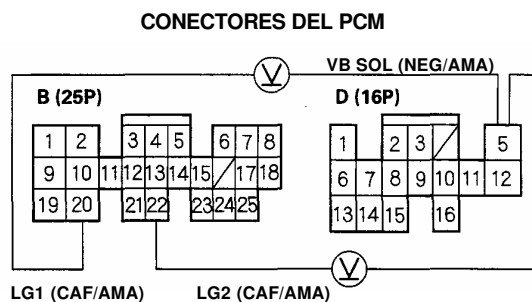 CONECTORES DEL PCM
VB SOL (NEG/AMA)
B (25P)
D (16P)
V
1 2 3 4 5 6 7 8
9 10 11 12 13 14 15 17 18
19 20 21 22 23 24 25
1 2 3 5
6 7 8 9 10 11 12
13 14 15 16
V
LG1 (CAF/AMA)
LG2 (CAF/AMA)